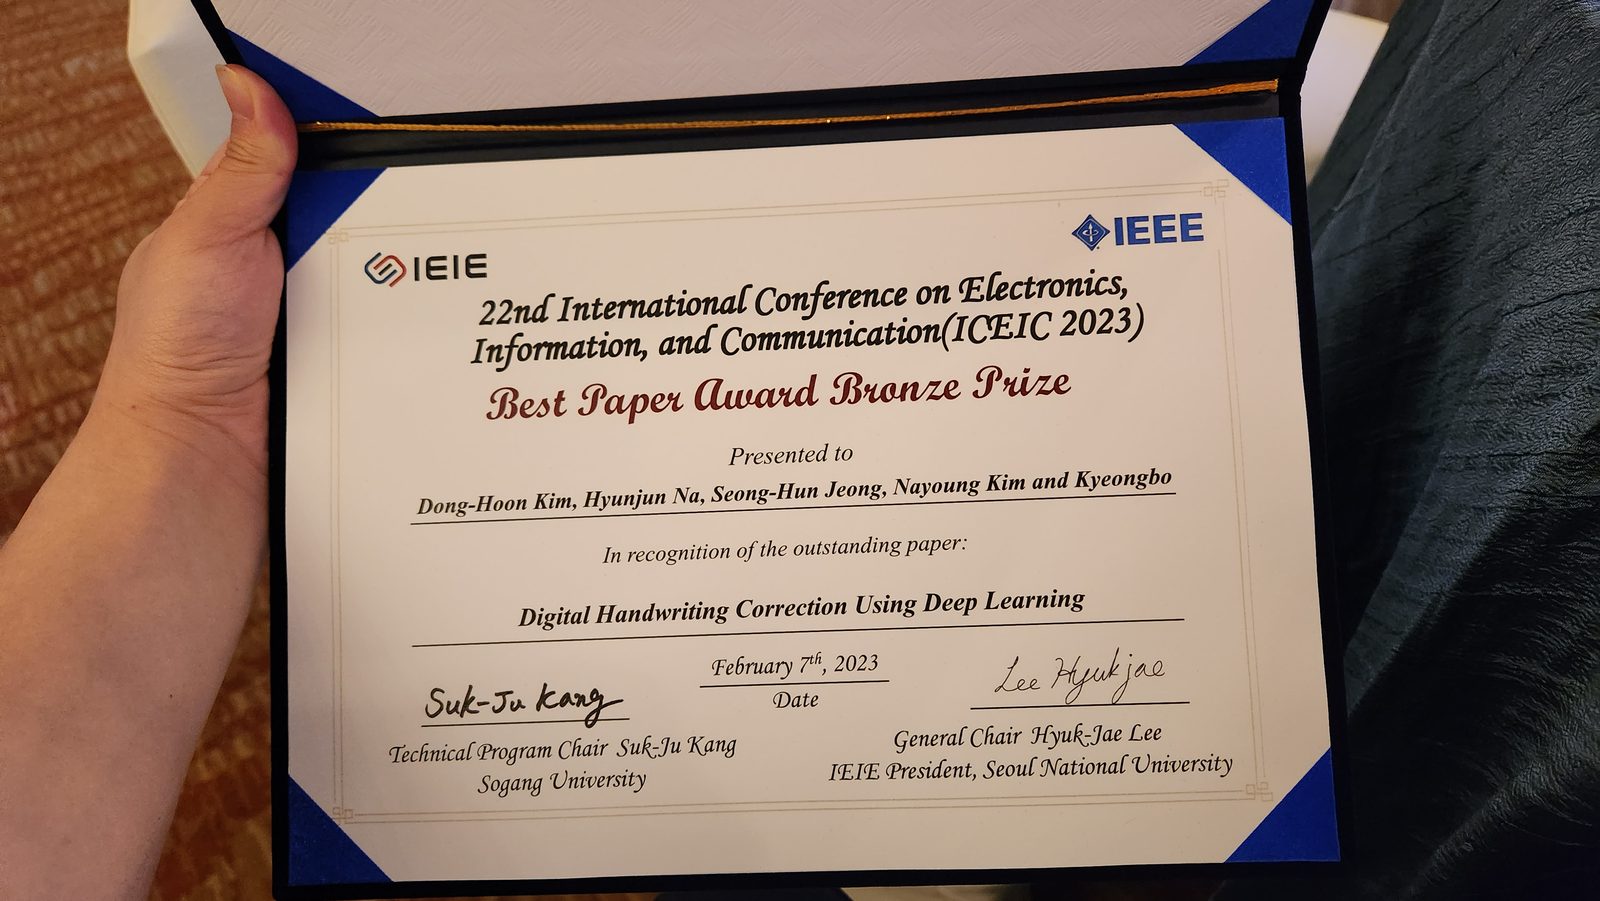 IEIE
IEEE
22nd International Conference on Electronics,
Information, and Communication(ICEIC 2023)
Best Paper Award Bronze Prize
Presented to
Dong-Hoon Kim, Hyunjun Na, Seong-Hun Jeong, Nayoung Kim and Kyeongbo
In recognition of the outstanding paper:
Digital Handwriting Correction Using Deep Learning
February 7th, 2023
Date
Suk-Ju Kang
Technical Program Chair Suk-Ju Kang
Sogang University
Lee Hyukjae
General Chair Hyuk-Jae Lee
IEIE President, Seoul National University